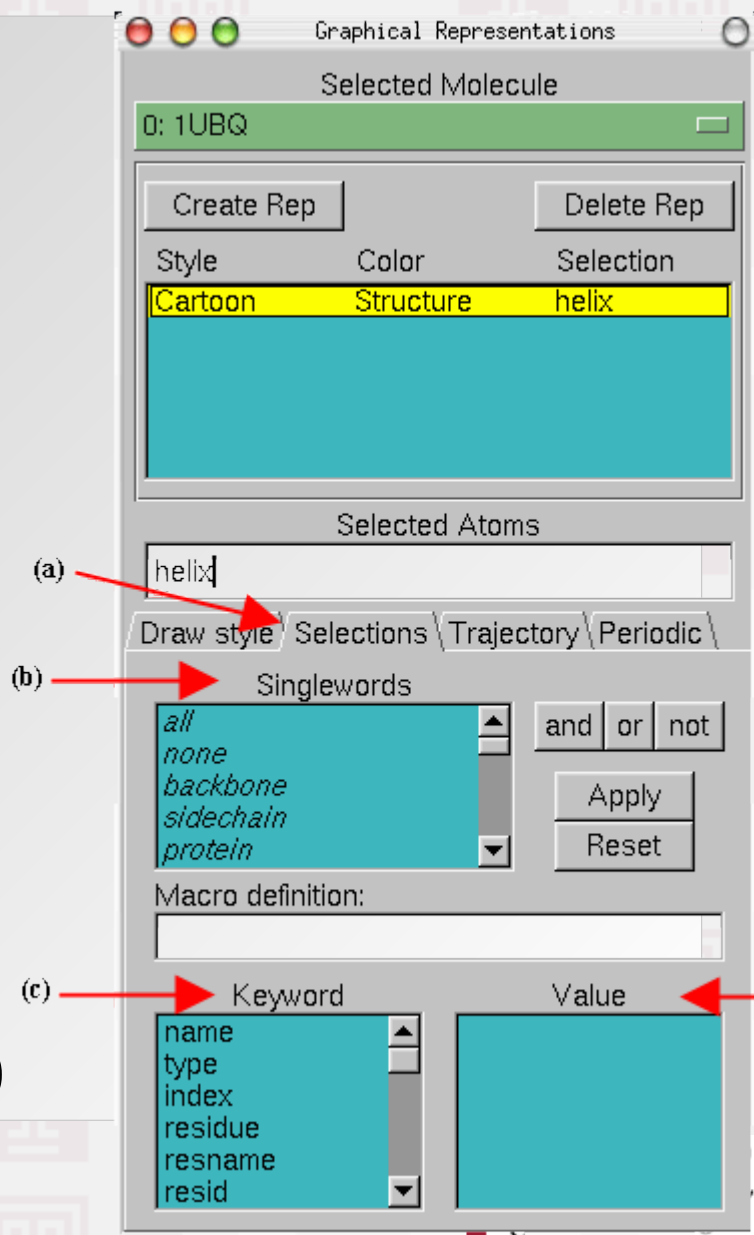 Graphical Representations
Selected Molecule
0: 1UBQ
Create Rep Delete Rep
Style Color Selection
Cartoon Structure helix
Selected Atoms
(a)
helix
Draw style Selections Trajectory Periodic
(b)
Singlewords
all
none
backbone
sidechain
protein
and or not
Apply
Reset
Macro definition:
(c)
Keyword Value
name
type
index
residue
resname
resid
)